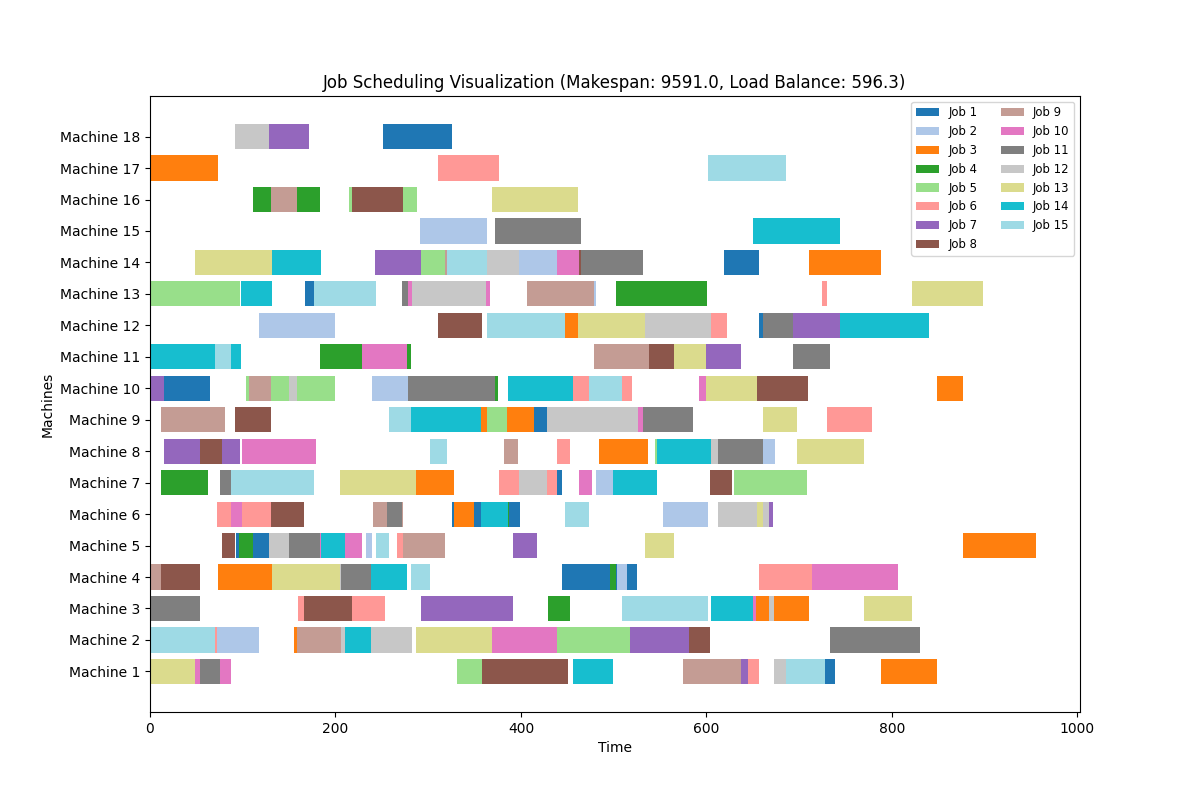 Job Scheduling Visualization (Makespan: 9591.0, Load Balance: 596.3)
Machine 18
Machine 17
Machine 16
Machine 15
Machine 14
Machine 13
Machine 12
Machine 11
Machine 10
Machine 9
Machine 8
Machine 7
Machine 6
Machine 5
Machine 4
Machine 3
Machine 2
Machine 1
Machines
Job 1
Job 2
Job 3
Job 4
Job 5
Job 6
Job 7
Job 8
Job 9
Job 10
Job 11
Job 12
Job 13
Job 14
Job 15
0 200 400 600 800 1000
Time